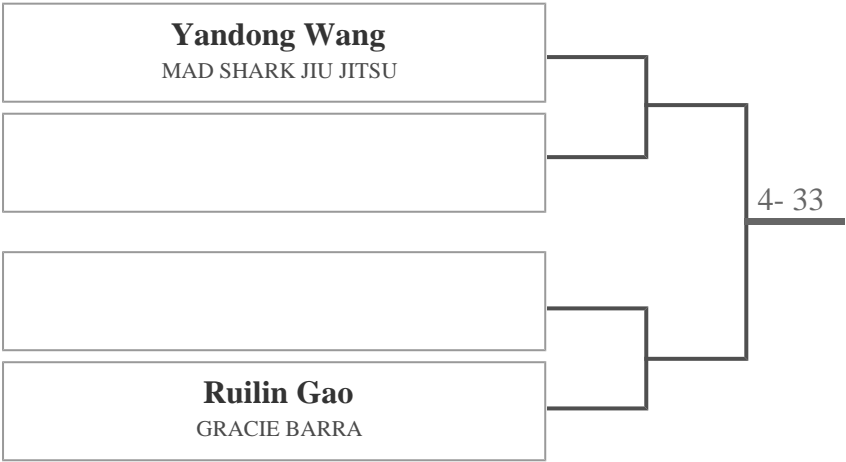 Yandong Wang
MAD SHARK JIU JITSU
4- 33
Ruilin Gao
GRACIE BARRA